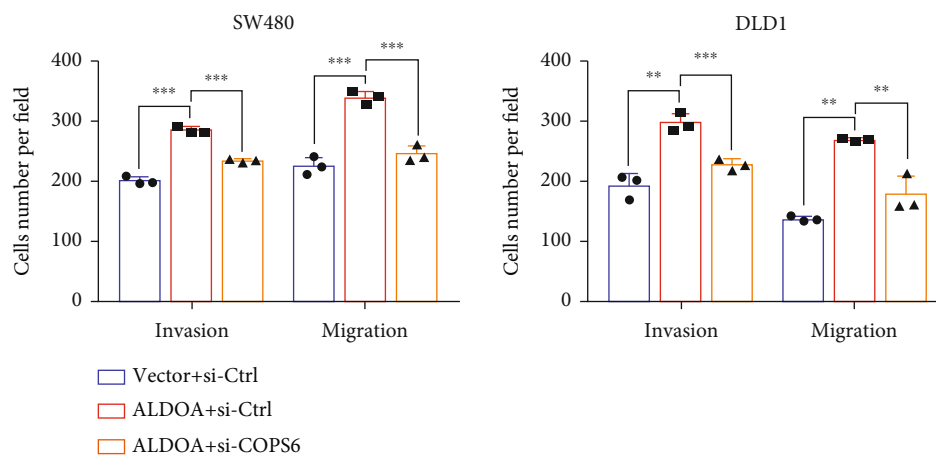 SW480
Cells number per field
400
300
200
100
0
***
***
***
***
Invasion
Migration
DLD1
Cells number per field
400
300
200
100
0
**
***
**
**
Invasion
Migration
Vector+si-Ctrl
ALDOA+si-Ctrl
ALDOA+si-COPS6